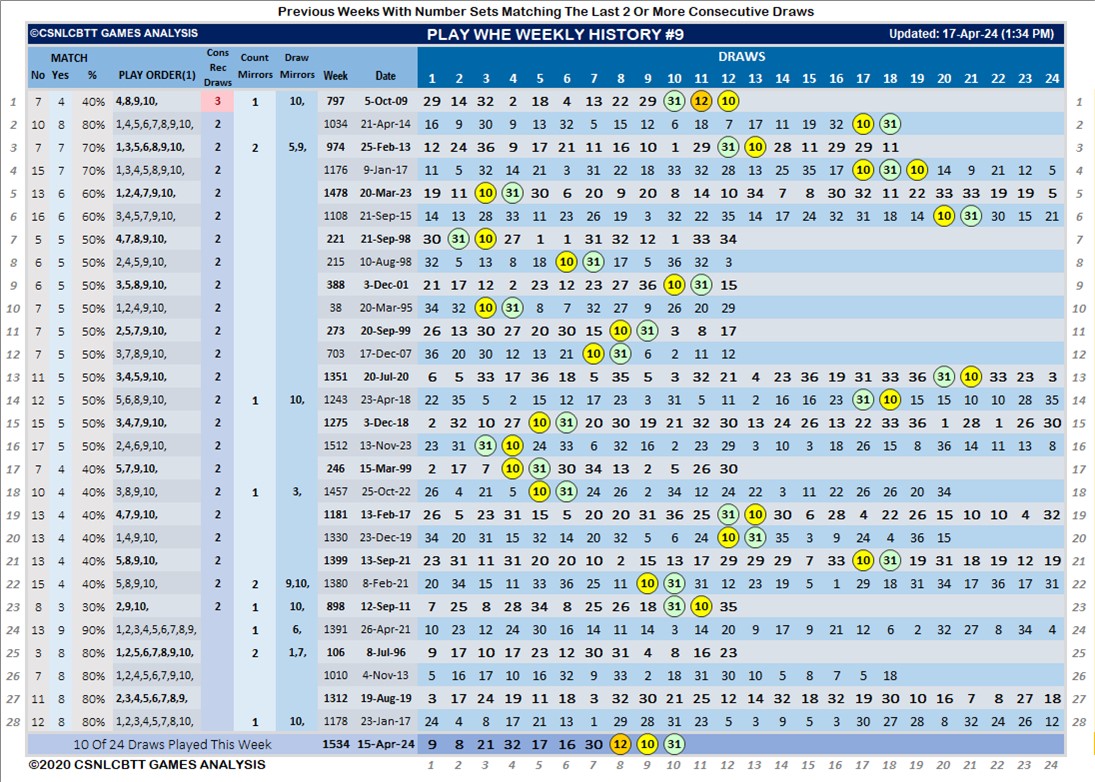 Previous Weeks With Number Sets Matching The Last 2 Or More Consecutive Draws
©CSNLCBTT GAMES ANALYSIS PLAY WHE WEEKLY HISTORY #9 Updated: 17-Apr-24 (1:34 PM)
MATCH Cons Rec Draws Count Mirrors Draw Mirrors DRAWS
No Yes % PLAY ORDER(1) Week Date 1 2 3 4 5 6 7 8 9 10 11 12 13 14 15 16 17 18 19 20 21 22 23 24
1 7 4 40% 4,8,9,10, 3 1 10, 797 5-Oct-09 29 14 32 2 18 4 13 22 29 31 12 10 1
2 10 8 80% 1,4,5,6,7,8,9,10, 2 1034 21-Apr-14 16 9 30 9 13 32 5 15 12 6 18 7 17 11 19 32 10 31 2
3 7 7 70% 1,3,5,6,8,9,10, 2 2 5,9, 974 25-Feb-13 12 24 36 9 17 21 11 16 10 1 29 31 10 28 11 29 29 11 3
4 15 7 70% 1,3,4,5,8,9,10, 2 1176 9-Jan-17 11 5 32 14 21 3 31 22 18 33 32 28 13 25 35 17 10 31 10 14 9 21 12 5 4
5 13 6 60% 1,2,4,7,9,10, 2 1478 20-Mar-23 19 11 10 31 30 6 20 9 20 8 14 10 34 7 8 30 32 11 22 33 33 19 19 5 5
6 16 6 60% 3,4,5,7,9,10, 2 1108 21-Sep-15 14 13 28 33 11 23 26 19 3 32 22 35 14 17 24 32 31 18 14 10 31 30 15 21 6
7 5 5 50% 4,7,8,9,10, 2 221 21-Sep-98 30 31 10 27 1 1 31 32 12 1 33 34 7
8 6 5 50% 2,4,5,9,10, 2 215 10-Aug-98 32 5 13 8 18 10 31 17 5 36 32 3 8
9 6 5 50% 3,5,8,9,10, 2 388 3-Dec-01 21 17 12 2 23 12 23 27 36 10 31 15 9
10 7 5 50% 1,2,4,9,10, 2 38 20-Mar-95 34 32 10 31 8 7 32 27 9 26 20 29 10
11 7 5 50% 2,5,7,9,10, 2 273 20-Sep-99 26 13 30 27 20 30 15 10 31 3 8 17 11
12 7 5 50% 3,7,8,9,10, 2 703 17-Dec-07 36 20 30 12 13 21 10 31 6 2 11 12 12
13 11 5 50% 3,4,5,9,10, 2 1351 20-Jul-20 6 5 33 17 36 18 5 35 5 3 32 21 4 23 36 19 31 33 36 31 10 33 23 3 13
14 12 5 50% 5,6,8,9,10, 2 1 10, 1243 23-Apr-18 22 35 5 2 15 12 17 23 3 31 5 11 2 16 16 23 31 10 15 15 10 10 28 35 14
15 15 5 50% 3,4,7,9,10, 2 1275 3-Dec-18 2 32 10 27 10 31 20 30 19 21 32 30 13 24 26 13 22 33 36 1 28 1 26 30 15
16 17 5 50% 2,4,6,9,10, 2 1512 13-Nov-23 23 31 31 10 24 33 6 32 16 2 23 29 3 10 3 18 26 15 8 36 14 11 13 8 16
17 7 4 40% 5,7,9,10, 2 246 15-Mar-99 2 17 7 10 31 30 34 13 2 5 26 30 17
18 10 4 40% 3,8,9,10, 2 1 3, 1457 25-Oct-22 26 4 21 5 10 31 24 26 2 34 12 24 22 3 11 22 26 26 20 34 18
19 13 4 40% 4,7,9,10, 2 1181 13-Feb-17 26 5 23 31 15 5 20 20 31 36 25 31 10 30 6 28 4 22 26 15 10 10 4 32 19
20 13 4 40% 1,4,9,10, 2 1330 23-Dec-19 34 20 31 15 32 14 20 32 5 6 24 10 31 35 3 9 24 4 36 15 20
21 13 4 40% 5,8,9,10, 2 1399 13-Sep-21 23 31 11 31 20 20 10 2 15 13 17 29 29 29 7 33 10 31 19 31 18 19 12 19 21
22 15 4 40% 5,8,9,10, 2 2 9,10, 1380 8-Feb-21 20 34 15 11 33 36 25 11 10 31 31 12 23 19 5 1 29 18 31 34 17 36 17 31 22
23 8 3 30% 2,9,10, 2 1 10, 898 12-Sep-11 7 25 8 28 34 8 25 26 18 31 10 35 23
24 13 9 90% 1,2,3,4,5,6,7,8,9, 1 6, 1391 26-Apr-21 10 23 12 24 30 16 14 11 14 3 14 20 9 17 9 21 12 6 2 32 27 8 34 4 24
25 3 8 80% 1,2,5,6,7,8,9,10, 2 1,7, 106 8-Jul-96 9 17 10 17 23 12 30 31 4 8 16 23 25
26 7 8 80% 1,2,4,5,6,7,9,10, 1010 4-Nov-13 5 16 17 10 16 32 9 33 2 18 31 30 10 5 8 7 5 18 26
27 11 8 80% 2,3,4,5,6,7,8,9, 1312 19-Aug-19 3 17 24 19 11 18 3 32 30 21 25 12 14 32 18 32 19 30 10 16 7 8 27 18 27
28 12 8 80% 1,2,3,4,5,7,8,10, 1 10, 1178 23-Jan-17 24 4 8 17 21 13 1 29 28 31 23 5 3 9 5 3 30 27 28 8 32 24 26 12 28
10 Of 24 Draws Played This Week 1534 15-Apr-24 9 8 21 32 17 16 30 12 10 31
©2020 CSNLCBTT GAMES ANALYSIS 1 2 3 4 5 6 7 8 9 10 11 12 13 14 15 16 17 18 19 20 21 22 23 24